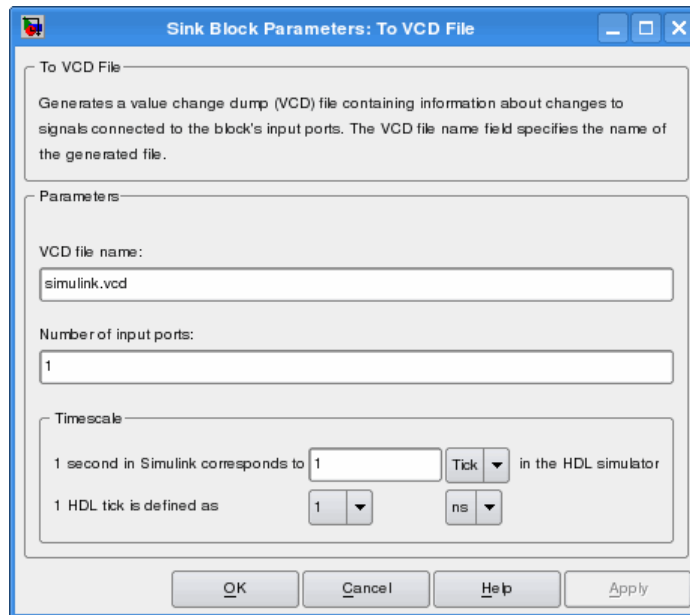 Sink Block Parameters: To VCD File
To VCD File
Generates a value change dump (VCD) file containing information about changes to
signals connected to the block's input ports. The VCD file name field specifies the name of
the generated file.
Parameters
VCD file name:
simulink.vcd
Number of input ports:
1
Timescale
1 second in Simulink corresponds to 1 Tick in the HDL simulator
1 HDL tick is defined as 1 ns
OK Cancel Help Apply